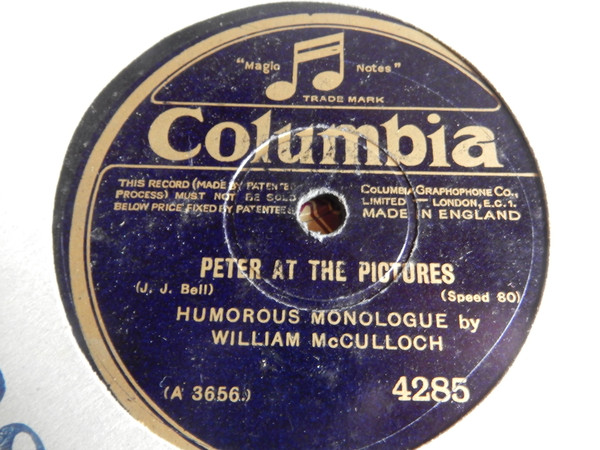 "Magic Notes"
TRADE MARK
Columbia
THIS RECORD (MADE BY PATENTED
PROCESS) MUST NOT BE SOLD
BELOW PRICE FIXED BY PATENTEES
COLUMBIA GRAPHOPHONE CO.,
LIMITED — LONDON, E.C.1.
MADE IN ENGLAND
PETER AT THE PICTURES
(J. J. Bell)
(Speed 80)
HUMOROUS MONOLOGUE by
WILLIAM McCULLOCH
(A 3656)
4285